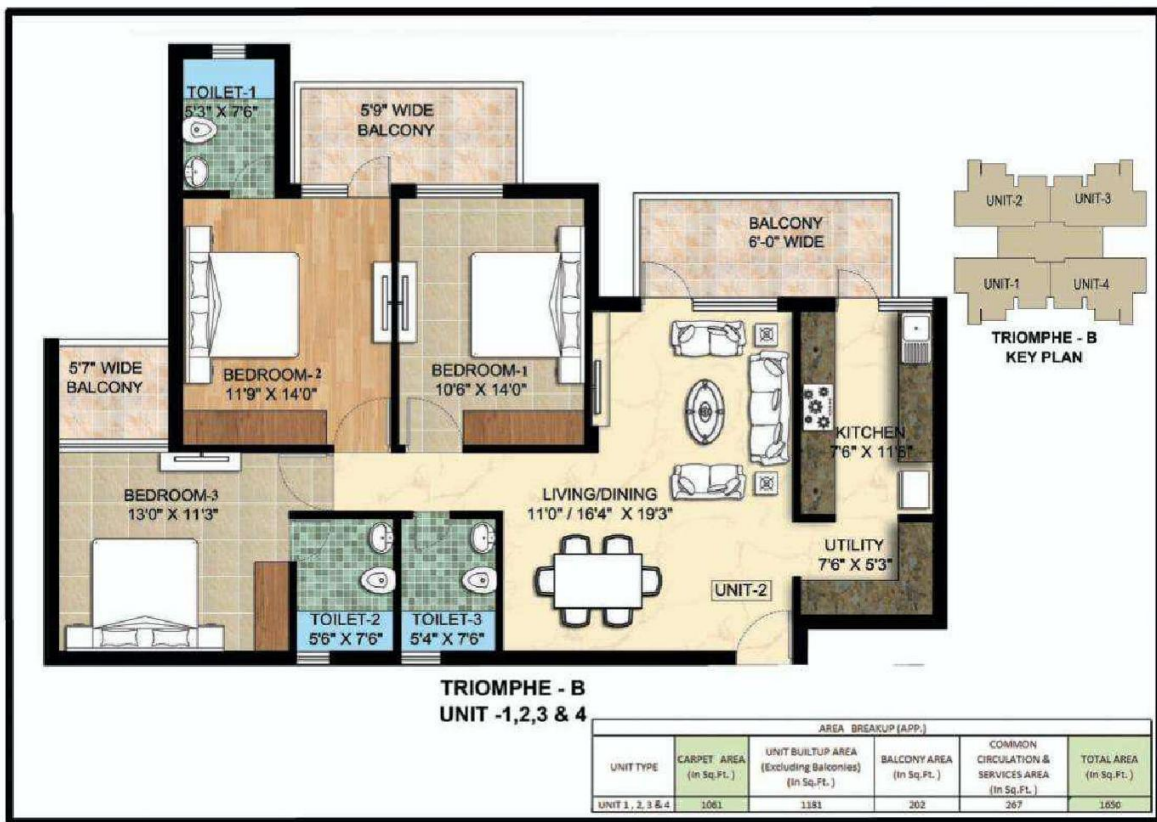 TOILET-1
5'3" X 7'6"
5'9" WIDE
BALCONY
BALCONY
6'-0" WIDE
UNIT-2
UNIT-3
UNIT-1
UNIT-4
TRIOMPHE - B
KEY PLAN
5'7" WIDE
BALCONY
BEDROOM-2
11'9" X 14'0"
BEDROOM-1
10'6" X 14'0"
KITCHEN
7'6" X 11'6"
BEDROOM-3
13'0" X 11'3"
LIVING/DINING
11'0" / 16'4" X 19'3"
UTILITY
7'6" X 5'3"
UNIT-2
TOILET-2
5'6" X 7'6"
TOILET-3
5'4" X 7'6"
TRIOMPHE - B
UNIT -1,2,3 & 4
AREA BREAKUP (APP.)
UNIT TYPE
CARPET AREA
(In Sq.Ft. )
UNIT BUILTUP AREA
(Excluding Balconies)
(In Sq.Ft. )
BALCONY AREA
(In Sq.Ft. )
COMMON
CIRCULATION &
SERVICES AREA
(In Sq.Ft. )
TOTAL AREA
(In Sq.Ft. )
UNIT 1 , 2, 3 & 4
1061
1181
202
267
1650